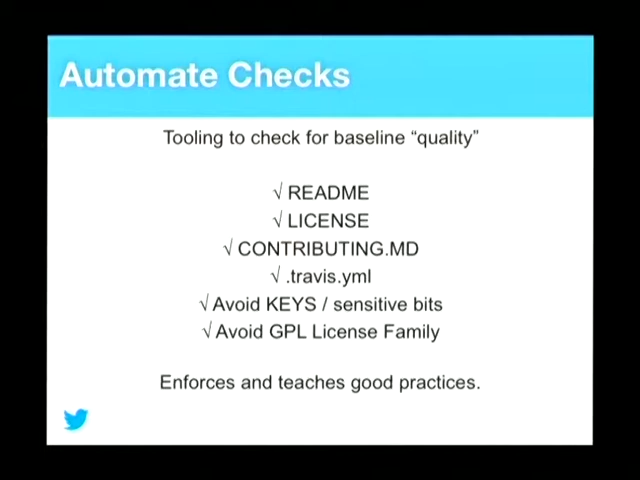 Automate Checks
Tooling to check for baseline “quality”
√ README
√ LICENSE
√ CONTRIBUTING.MD
√ .travis.yml
√ Avoid KEYS / sensitive bits
√ Avoid GPL License Family
Enforces and teaches good practices.